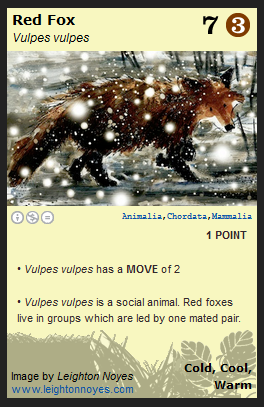 Red Fox
Vulpes vulpes
7 3
Animalia,Chordata,Mammalia
1 POINT
• Vulpes vulpes has a MOVE of 2
• Vulpes vulpes is a social animal. Red foxes
live in groups which are led by one mated pair.
Image by Leighton Noyes
www.leightonnoyes.com
Cold, Cool,
Warm